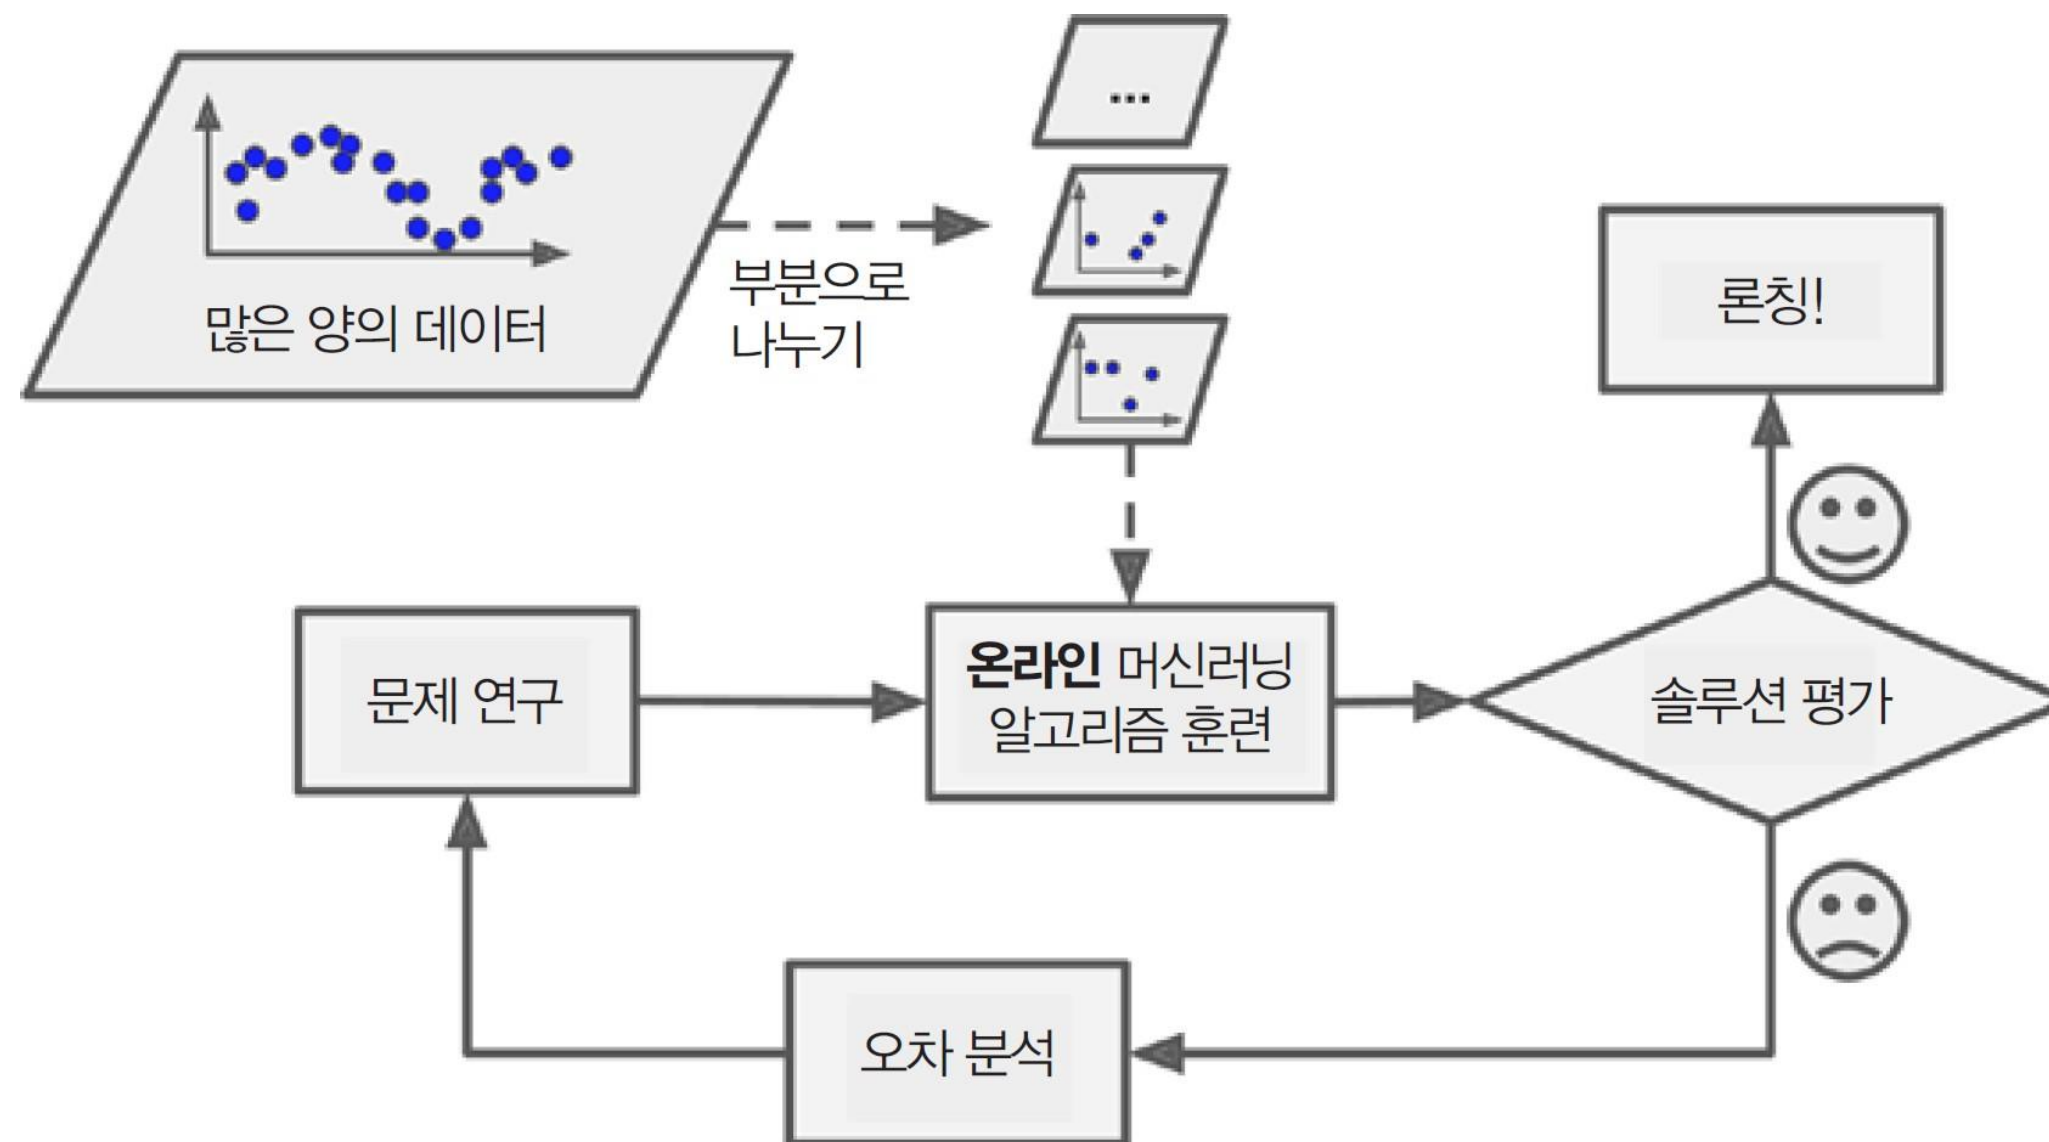 ...
많은 양의 데이터
부분으로
나누기
론칭!
문제 연구
온라인 머신러닝
알고리즘 훈련
솔루션 평가
오차 분석